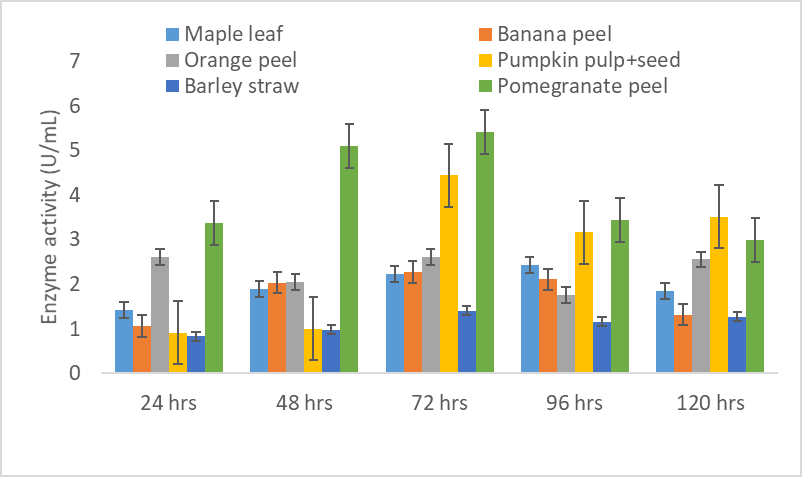 Maple leaf Banana peel
Orange peel Pumpkin pulp+seed
Barley straw Pomegranate peel
Enzyme activity (U/mL)
7
6
5
4
3
2
1
0
24 hrs 48 hrs 72 hrs 96 hrs 120 hrs